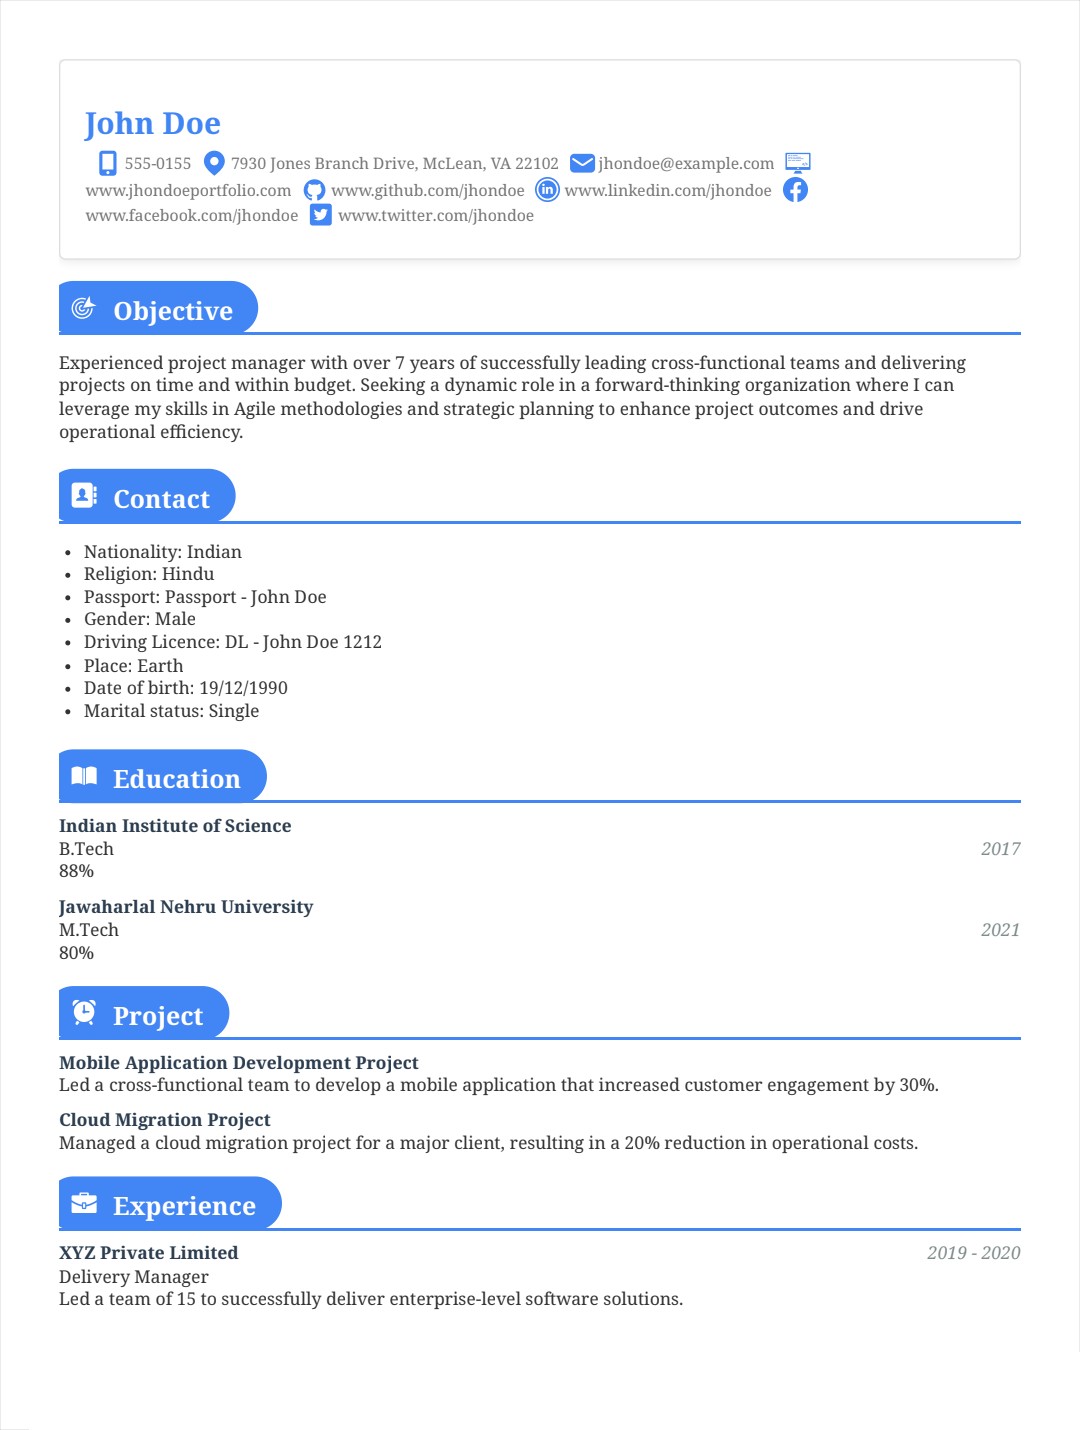 John Doe
555-0155 7930 Jones Branch Drive, McLean, VA 22102 jhondoe@example.com
www.jhondoeportfolio.com www.github.com/jhondoe www.linkedin.com/jhondoe
www.facebook.com/jhondoe www.twitter.com/jhondoe
Objective
Experienced project manager with over 7 years of successfully leading cross-functional teams and delivering
projects on time and within budget. Seeking a dynamic role in a forward-thinking organization where I can
leverage my skills in Agile methodologies and strategic planning to enhance project outcomes and drive
operational efficiency.
Contact
• Nationality: Indian
• Religion: Hindu
• Passport: Passport - John Doe
• Gender: Male
• Driving Licence: DL - John Doe 1212
• Place: Earth
• Date of birth: 19/12/1990
• Marital status: Single
Education
Indian Institute of Science
B.Tech 2017
88%
Jawaharlal Nehru University
M.Tech 2021
80%
Project
Mobile Application Development Project
Led a cross-functional team to develop a mobile application that increased customer engagement by 30%.
Cloud Migration Project
Managed a cloud migration project for a major client, resulting in a 20% reduction in operational costs.
Experience
XYZ Private Limited 2019 - 2020
Delivery Manager
Led a team of 15 to successfully deliver enterprise-level software solutions.